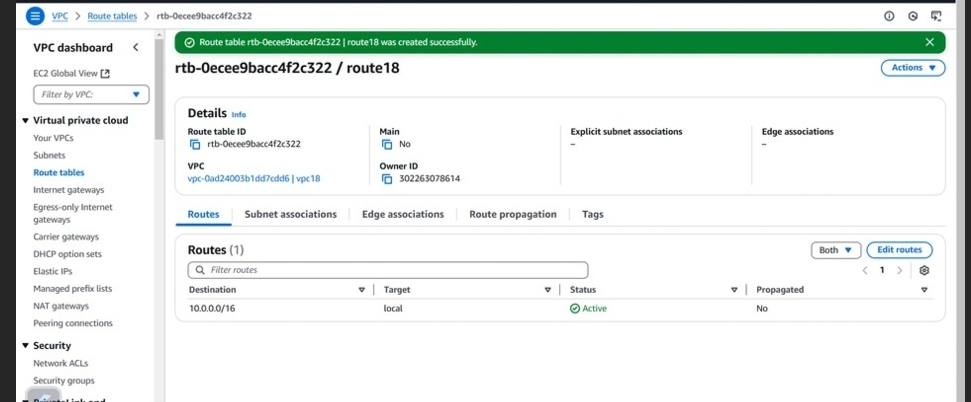 VPC > Route tables > rtb-0ecee9bacc4f2c322
VPC dashboard
EC2 Global View
Filter by VPC:
Virtual private cloud
Your VPCs
Subnets
Route tables
Internet gateways
Egress-only Internet
gateways
Carrier gateways
DHCP option sets
Elastic IPs
Managed prefix lists
NAT gateways
Peering connections
Security
Network ACLs
Security groups
PrivateLink and
Route table rtb-0ecee9bacc4f2c322 | route18 was created successfully.
rtb-0ecee9bacc4f2c322 / route18
Actions
Details Info
Route table ID
rtb-0ecee9bacc4f2c322
Main
No
Explicit subnet associations
–
Edge associations
–
VPC
vpc-0ad24003b1dd7cdd6 | vpc18
Owner ID
302263078614
Routes Subnet associations Edge associations Route propagation Tags
Routes (1)
Both Edit routes
Filter routes
1
Destination Target Status Propagated
10.0.0.0/16 local Active No